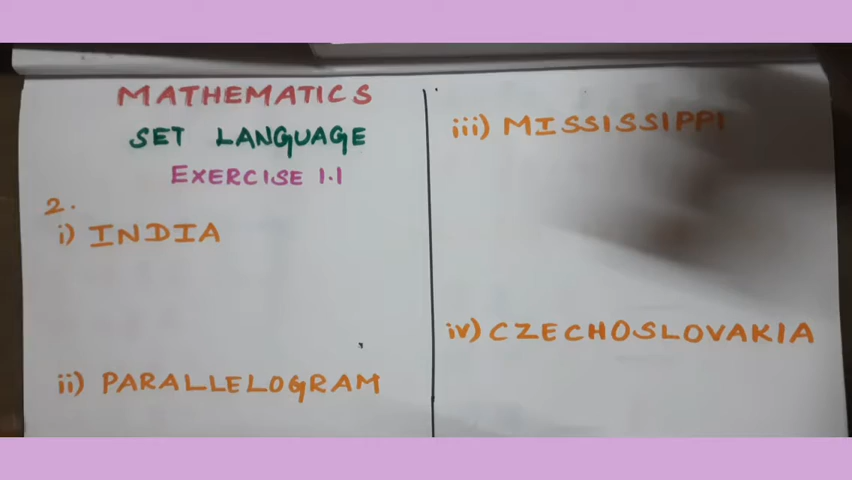 MATHEMATICS
SET LANGUAGE
EXERCISE 1.1
2.
i) INDIA
ii) PARALLELOGRAM
iii) MISSISSIPPI
iv) CZECHOSLOVAKIA